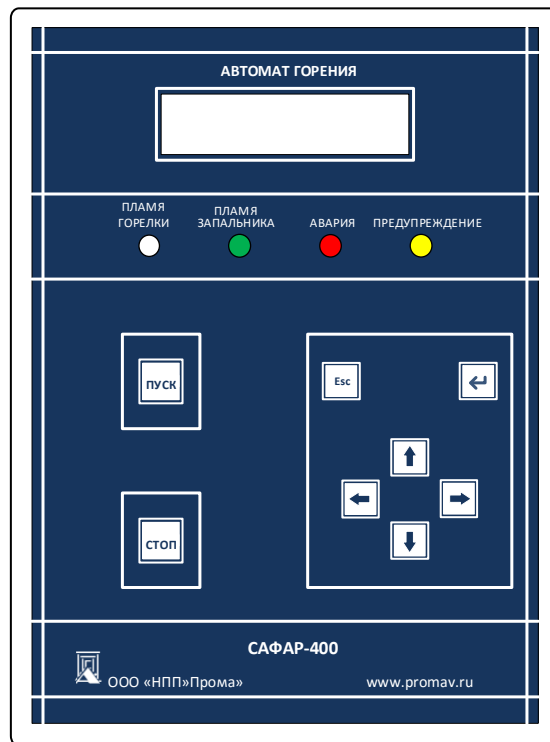 АВТОМАТ ГОРЕНИЯ
ПЛАМЯ ГОРЕЛКИ
ПЛАМЯ ЗАПАЛЬНИКА
АВАРИЯ
ПРЕДУПРЕЖДЕНИЕ
ПУСК
Esc
СТОП
САФАР-400
ООО «НПП»Прома» www.promav.ru